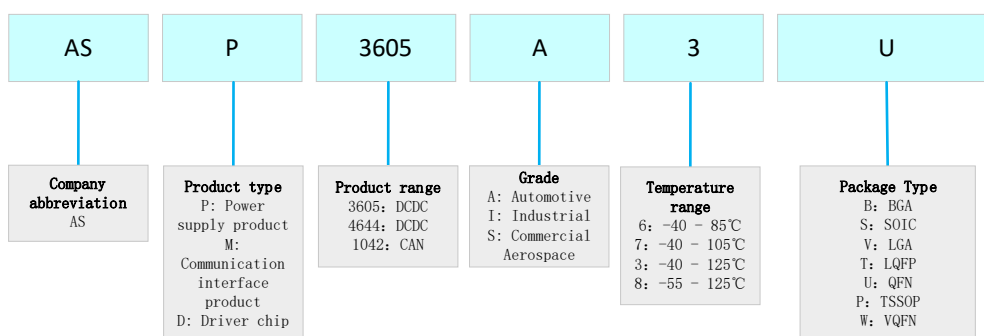 AS
P
3605
A
3
U
Company
abbreviation
AS
Product type
P: Power
supply product
M:
Communication
interface
product
D: Driver chip
Product range
3605: DCDC
4644: DCDC
1042: CAN
Grade
A: Automotive
I: Industrial
S: Commercial
Aerospace
Temperature
range
6: -40 - 85℃
7: -40 - 105℃
3: -40 - 125℃
8: -55 - 125℃
Package Type
B: BGA
S: SOIC
V: LGA
T: LQFP
U: QFN
P: TSSOP
W: VQFN